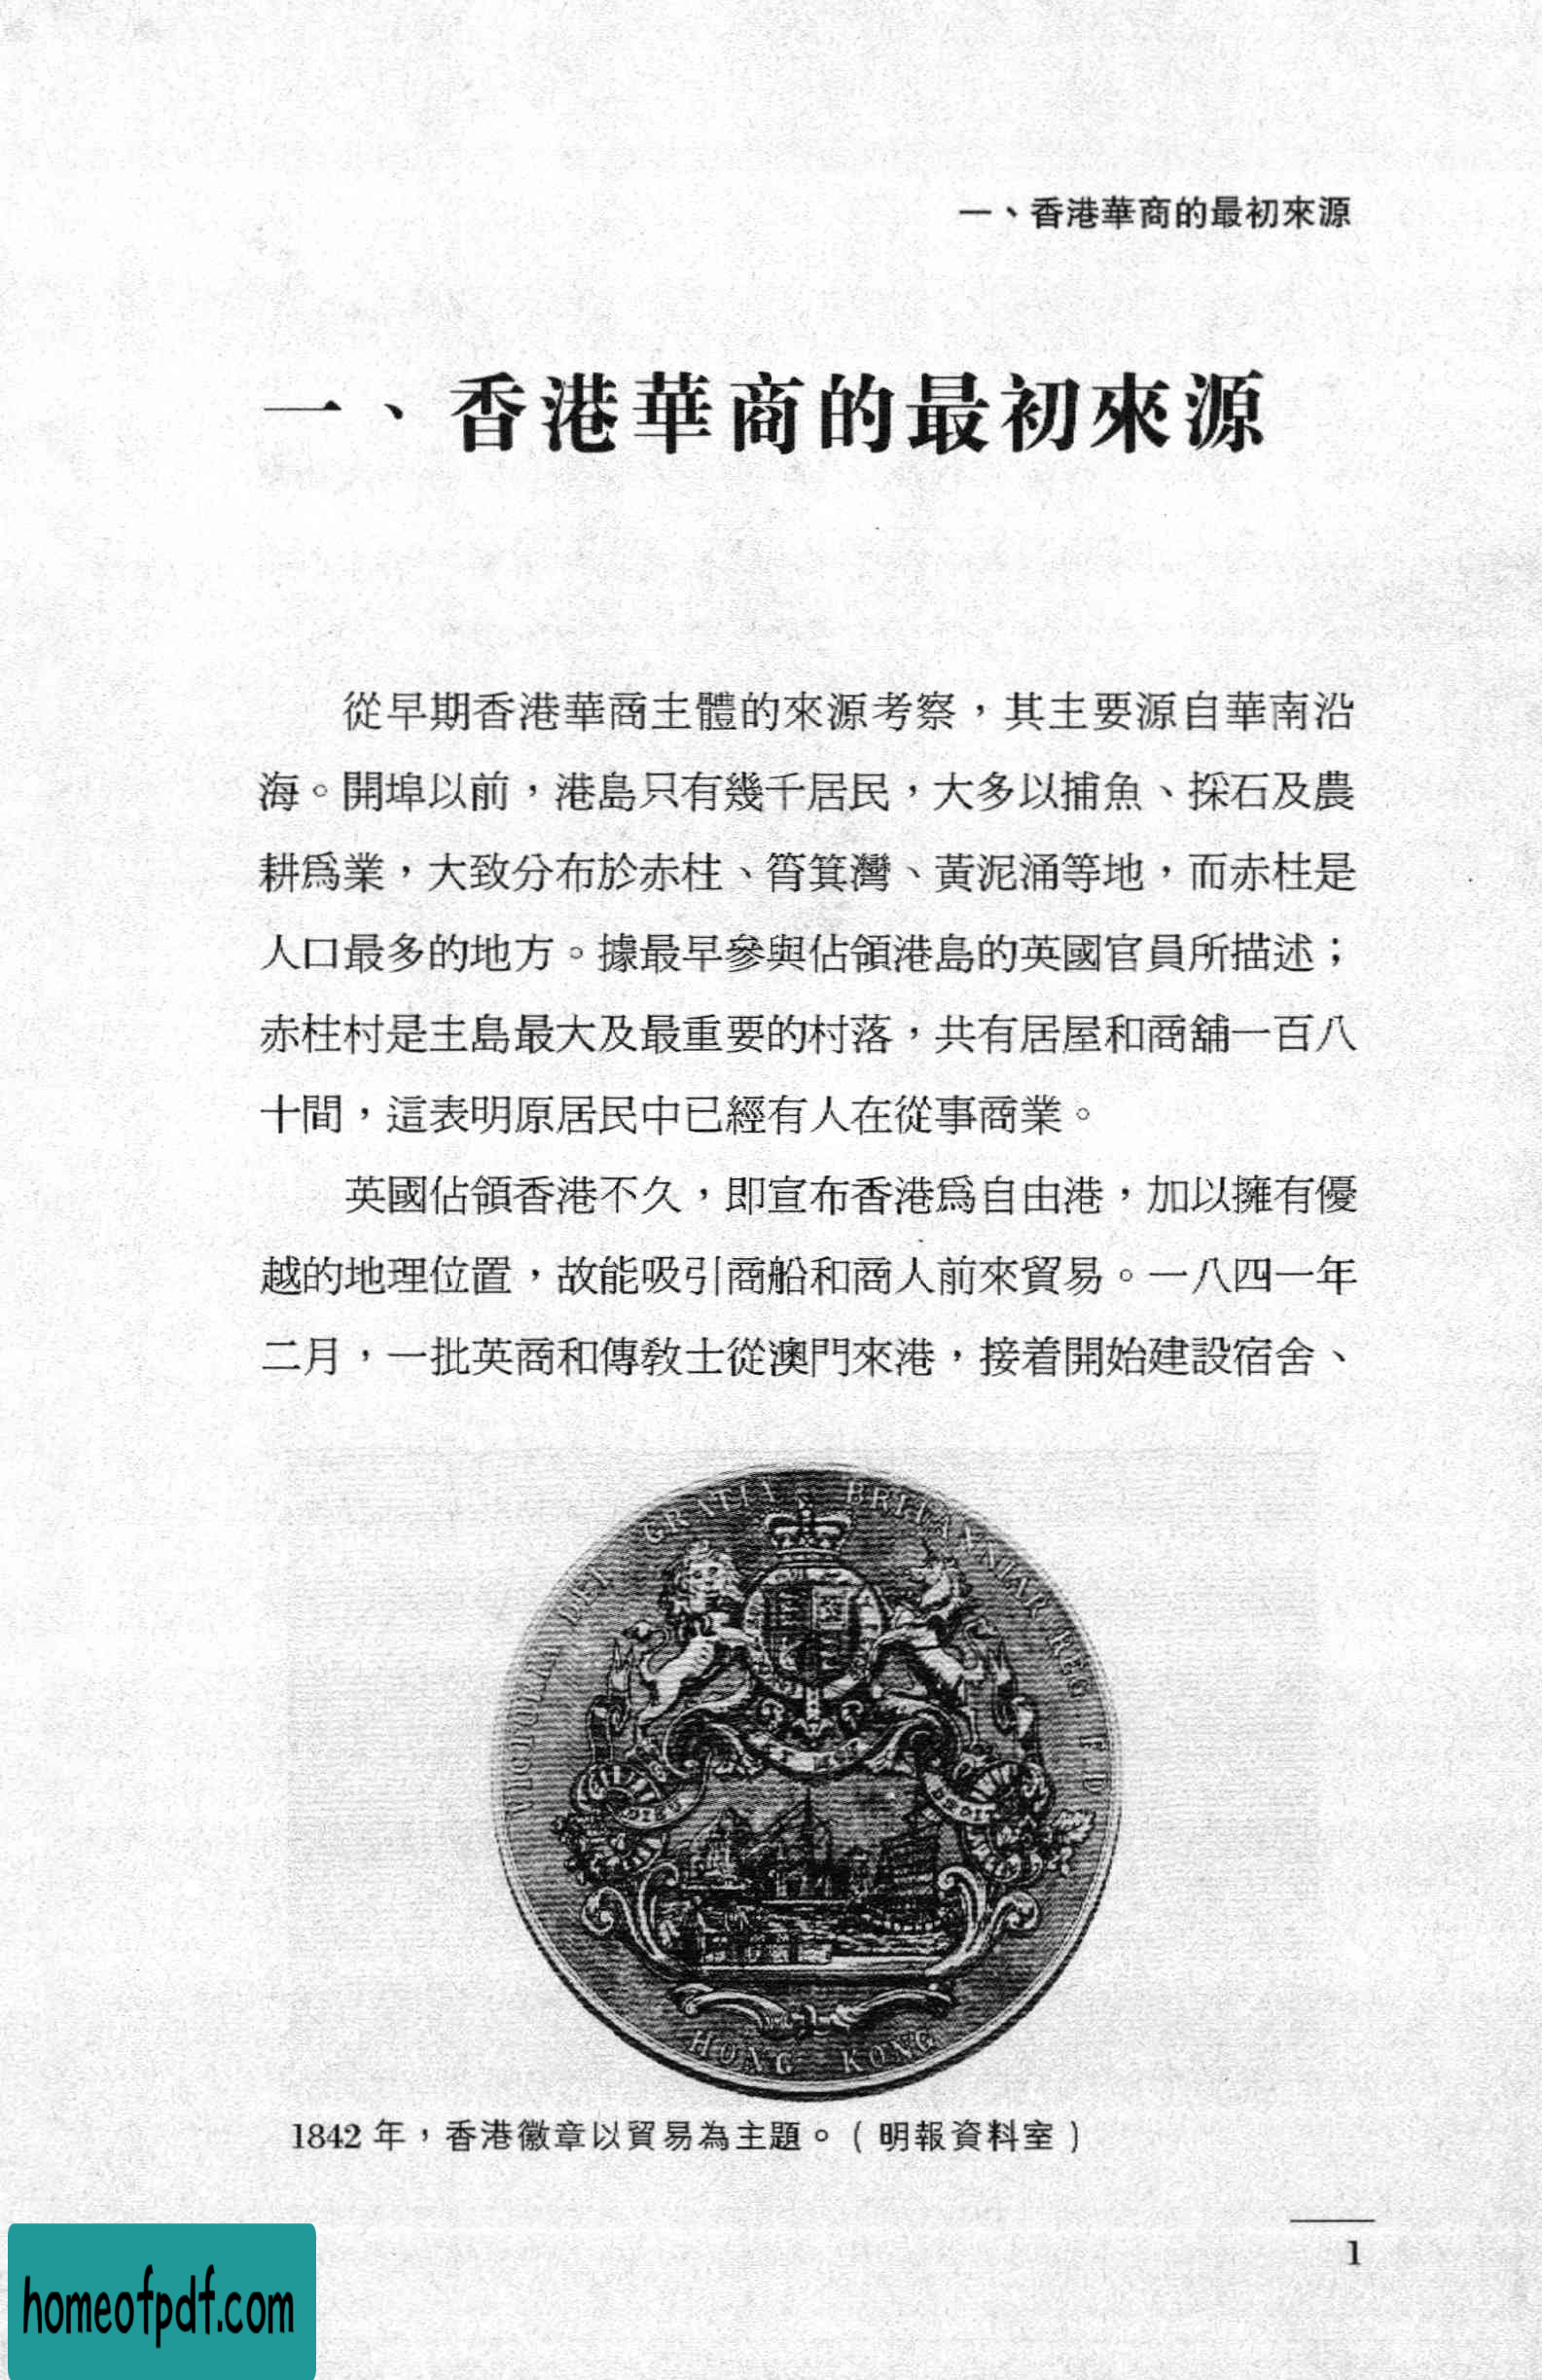 一、香港華商的最初來源
一、香港華商的最初來源
從早期香港華商主體的來源考察，其主要源自華南沿
海。開埠以前，港島只有幾千居民，大多以捕魚、採石及農
耕爲業，大致分布於赤柱、筲箕灣、黃泥涌等地，而赤柱是
人口最多的地方。據最早參與佔領港島的英國官員所描述；
赤柱村是主島最大及最重要的村落，共有居屋和商舖一百八
十間，這表明原居民中已經有人在從事商業。
英國佔領香港不久，即宣布香港爲自由港，加以擁有優
越的地理位置，故能吸引商船和商人前來貿易。一八四一年
二月，一批英商和傳教士從澳門來港，接着開始建設宿舍、
VICTORIA DEI GRATIA BRITANNIAR REG F D
DIEU
DROIT
HONG KONG
1842 年，香港徽章以貿易為主題。(明報資料室)
1
homeofpdf.com